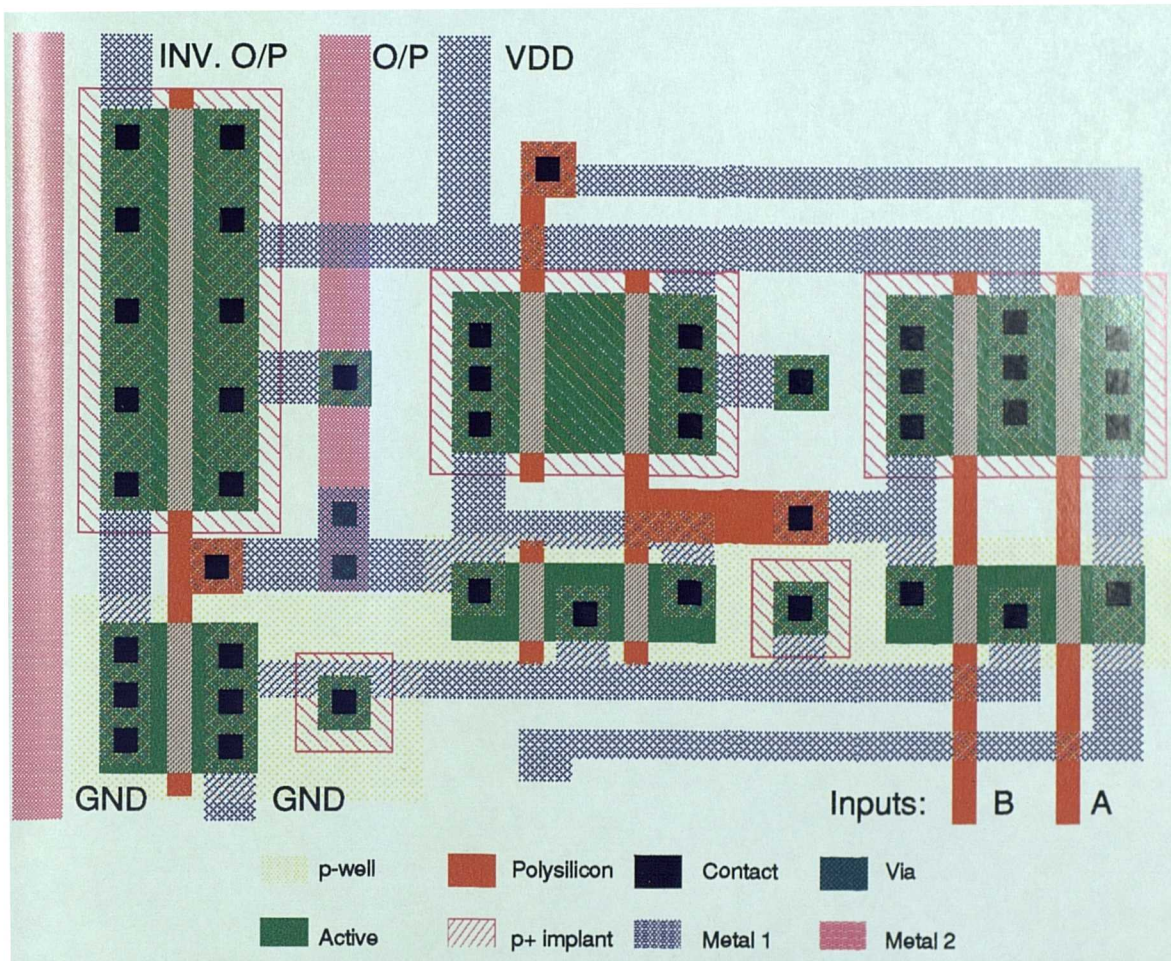 INV. O/P O/P VDD
GND GND Inputs: B A
p-well Polysilicon Contact Via
Active p+ implant Metal 1 Metal 2